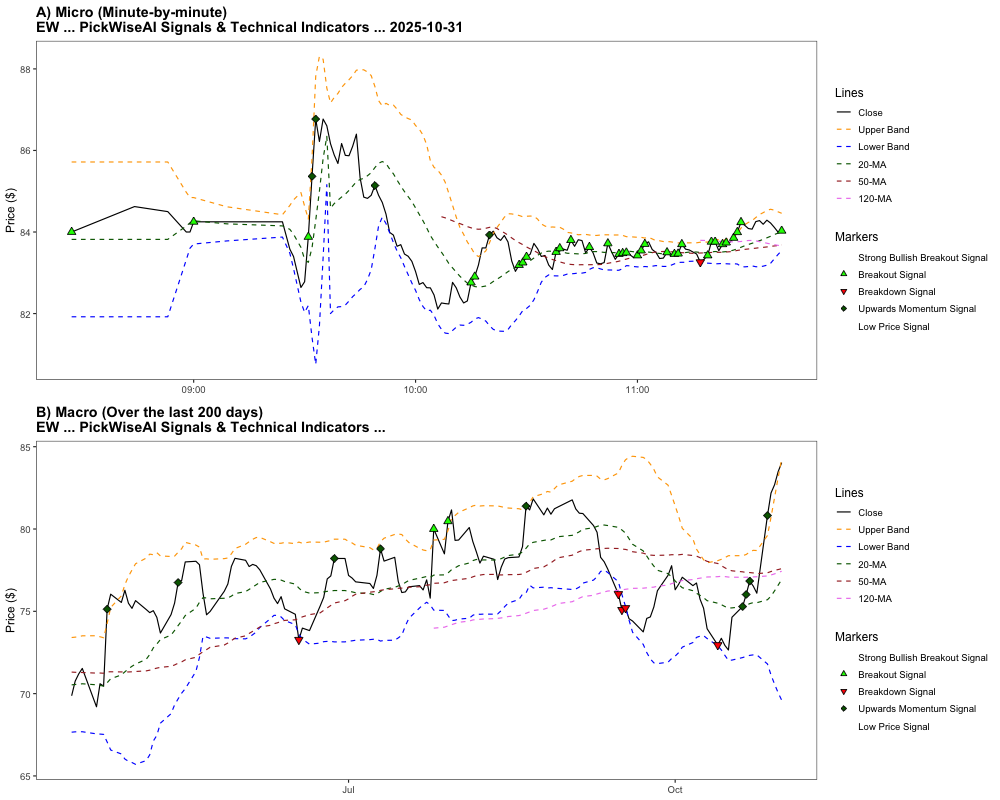 A) Micro (Minute-by-minute)
EW ... PickWiseAI Signals & Technical Indicators ... 2025-10-31
88
86
84
82
Price ($)
09:00
10:00
11:00
Lines
Close
Upper Band
Lower Band
20-MA
50-MA
120-MA
Markers
Strong Bullish Breakout Signal
Breakout Signal
Breakdown Signal
Upwards Momentum Signal
Low Price Signal
B) Macro (Over the last 200 days)
EW ... PickWiseAI Signals & Technical Indicators ...
85
80
75
70
65
Price ($)
Jul
Oct
Lines
Close
Upper Band
Lower Band
20-MA
50-MA
120-MA
Markers
Strong Bullish Breakout Signal
Breakout Signal
Breakdown Signal
Upwards Momentum Signal
Low Price Signal